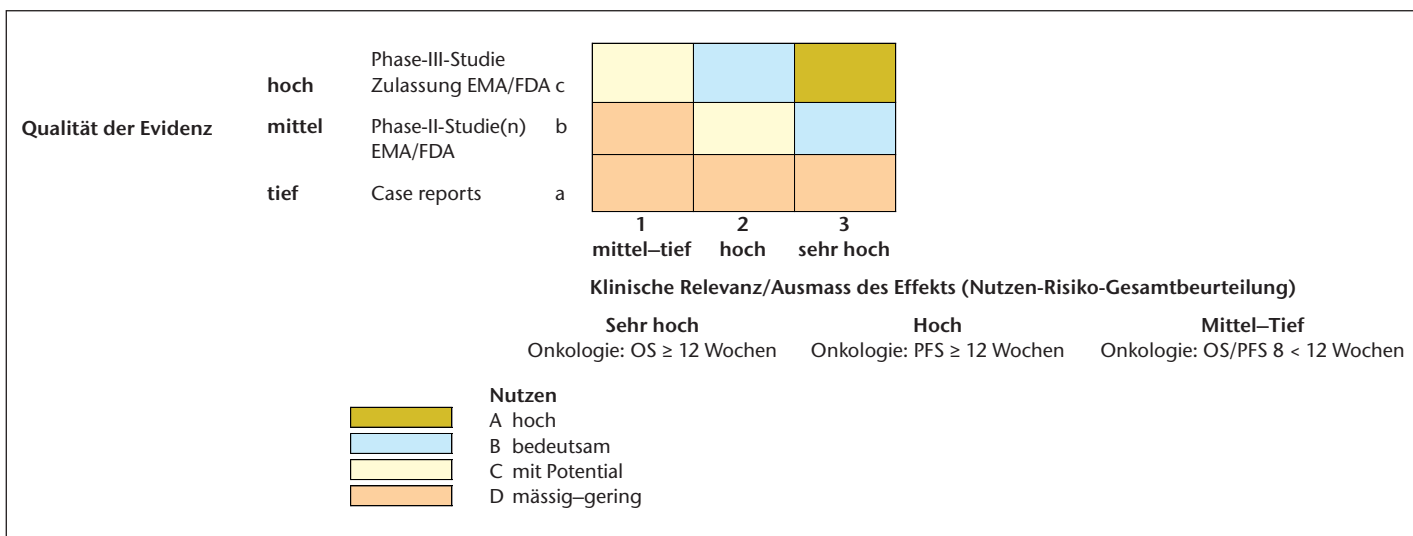 Phase-III-Studie
hoch Zulassung EMA/FDA c
Qualität der Evidenz mittel Phase-II-Studie(n) b
EMA/FDA
tief Case reports a
1 2 3
mittel–tief hoch sehr hoch
Klinische Relevanz/Ausmass des Effekts (Nutzen-Risiko-Gesamtbeurteilung)
Sehr hoch Hoch Mittel–Tief
Onkologie: OS ≥ 12 Wochen Onkologie: PFS ≥ 12 Wochen Onkologie: OS/PFS 8 < 12 Wochen
Nutzen
A hoch
B bedeutsam
C mit Potential
D mässig–gering